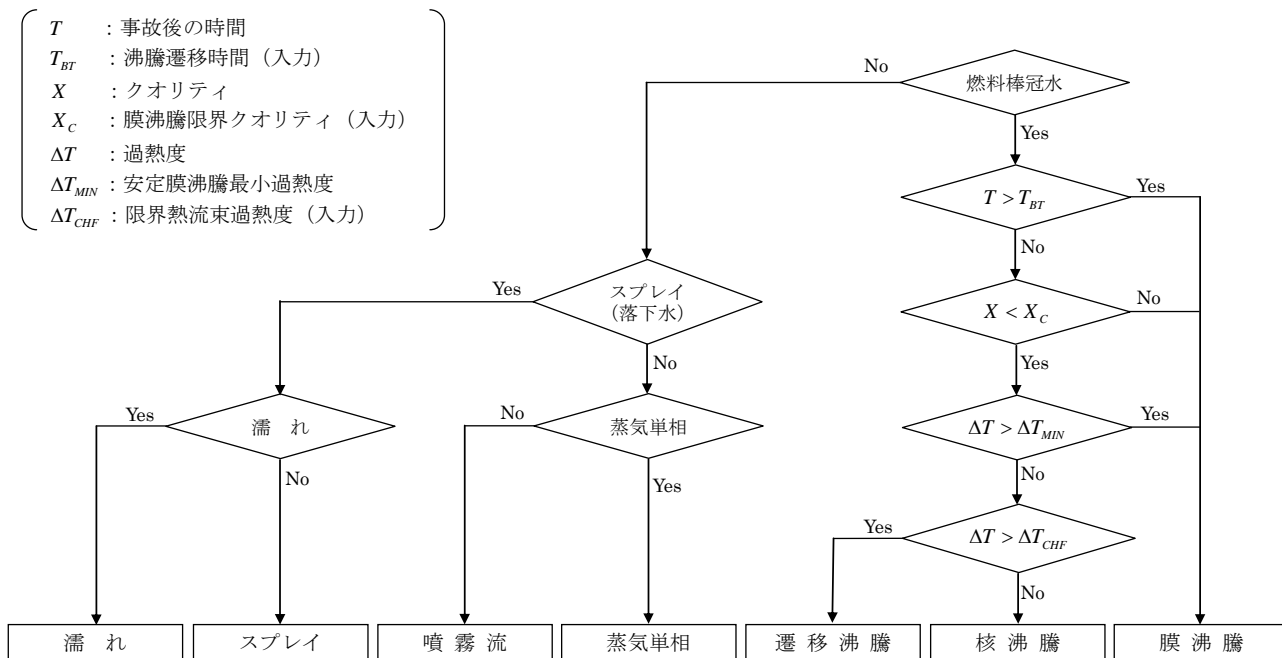 T : 事故後の時間
T_BT : 沸騰遷移時間（入力）
X : クオリティ
X_C : 膜沸騰限界クオリティ（入力）
ΔT : 過熱度
ΔT_MIN : 安定膜沸騰最小過熱度
ΔT_CHF : 限界熱流束過熱度（入力）
No
燃料棒冠水
Yes
T > T_BT
Yes
No
Yes
スプレイ
（落下水）
X < X_C
No
No
Yes
Yes
濡 れ
No
蒸気単相
ΔT > ΔT_MIN
Yes
No
Yes
No
Yes
ΔT > ΔT_CHF
No
濡 れ
スプレイ
噴 霧 流
蒸気単相
遷 移 沸 騰
核 沸 騰
膜 沸 騰